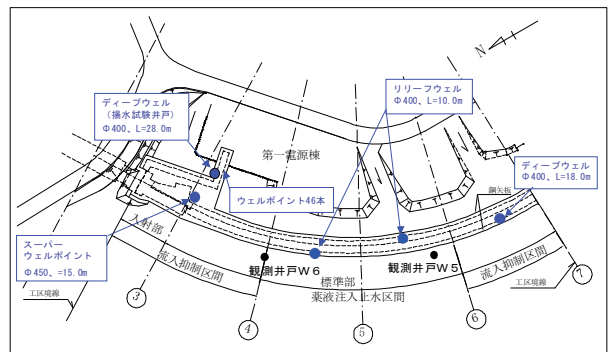 N
ディープウェル
(揚水試験井戸)
Φ400、L=28.0m
リリーフウェル
Φ400、L=10.0m
第一電源棟
ディープウェル
Φ400、L=18.0m
ウェルポイント46本
鋼矢板
スーパー
ウェルポイント
Φ450、=15.0m
入射部
流入抑制区間
観測井戸W6
観測井戸W5
標準部
薬液注入止水区間
流入抑制区間
工区境線
工区境線
3
4
5
6
7